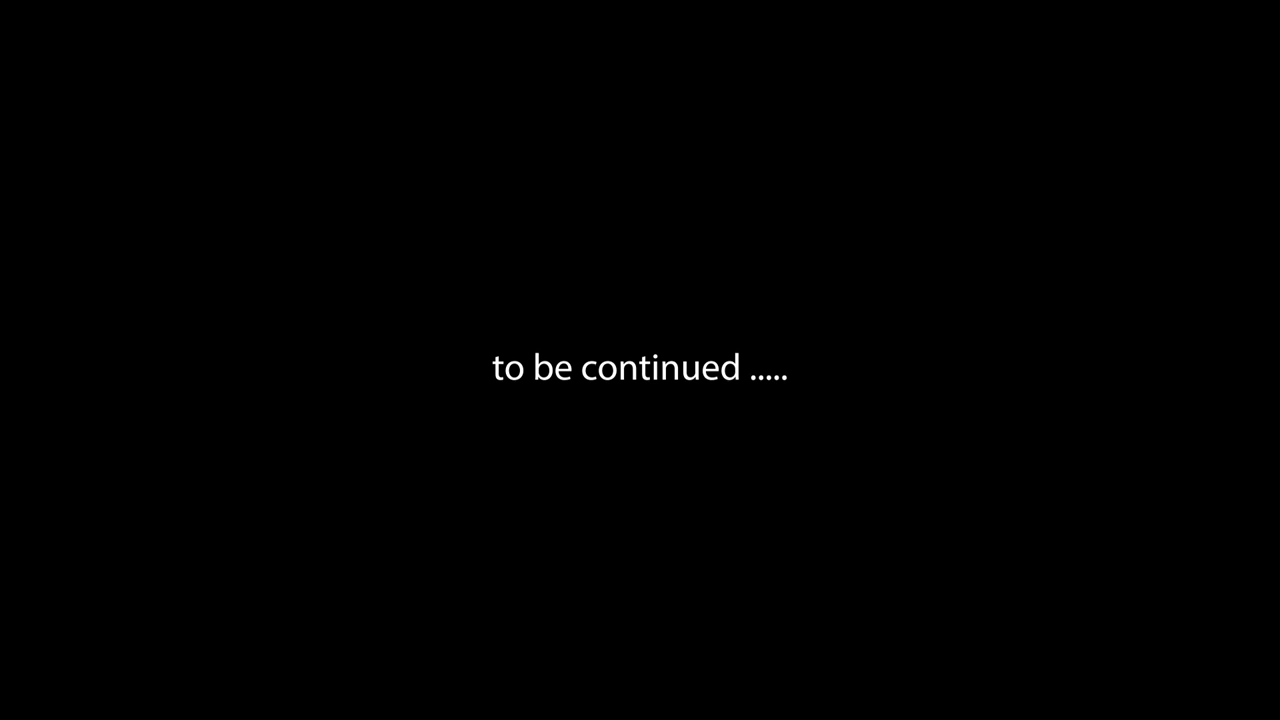 to be continued .....